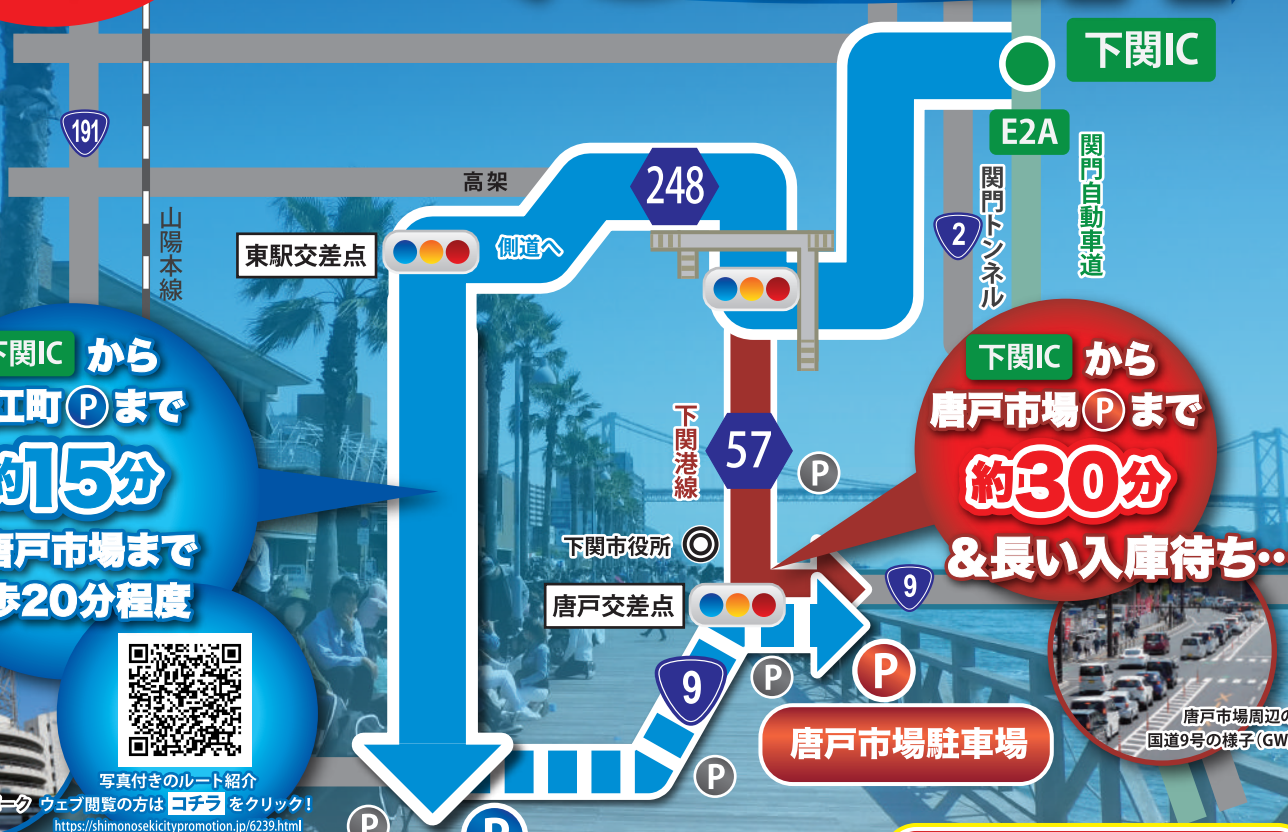 下関IC
E2A
関門自動車道
関門トンネル
2
191
山陽本線
高架
248
東駅交差点
側道へ
下関IC から
江町Ⓟまで
約15分
唐戸市場まで
歩20分程度
下関IC から
唐戸市場Ⓟまで
約30分
&長い入庫待ち…
下関港線
57
P
下関市役所
唐戸交差点
9
9
P
P
唐戸市場駐車場
P
P
P
唐戸市場周辺の
国道9号の様子(GW
写真付きのルート紹介
ーク
ウェブ閲覧の方は コチラ をクリック!
https://shimonosekicitypromotion.jp/6239.html